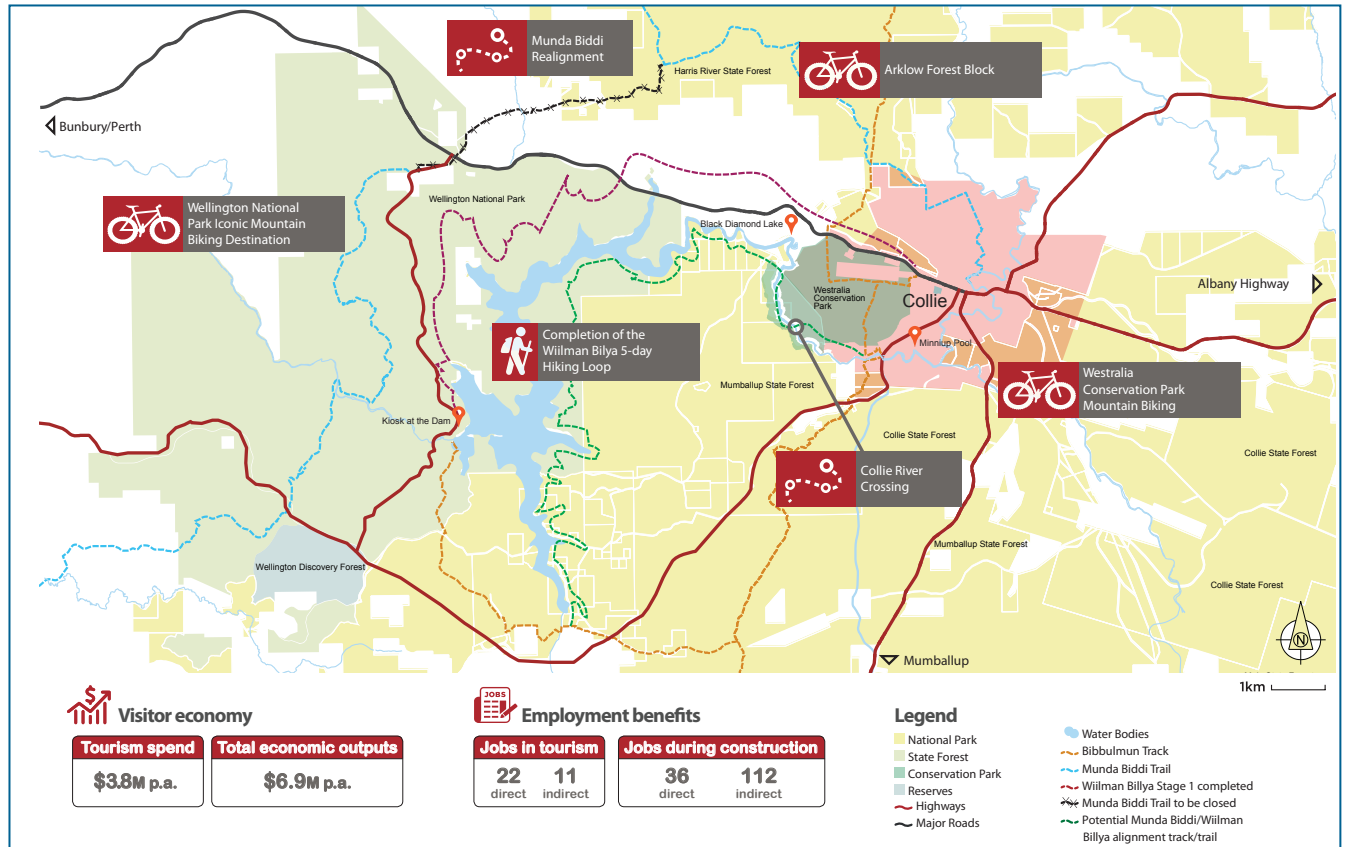 Munda Biddi
Realignment
Harris River State Forest
Arklow Forest Block
Bunbury/Perth
Wellington National
Park Iconic Mountain
Biking Destination
Wellington National Park
Black Diamond Lake
Westralia
Conservation
Park
Collie
Albany Highway
Completion of the
Wiilman Bilya 5-day
Hiking Loop
Minniup Pool
Mumballup State Forest
Westralia
Conservation Park
Mountain Biking
Kiosk at the Dam
Collie State Forest
Collie State Forest
Collie River
Crossing
Mumballup State Forest
Wellington Discovery Forest
Collie State Forest
N
Mumballup
1km
Visitor economy
Tourism spend
$3.8M p.a.
Total economic outputs
$6.9M p.a.
JOBS
Employment benefits
Jobs in tourism
22 11
direct indirect
Jobs during construction
36 112
direct indirect
Legend
National Park
State Forest
Conservation Park
Reserves
Highways
Major Roads
Water Bodies
Bibbulmun Track
Munda Biddi Trail
Wiilman Billya Stage 1 completed
Munda Biddi Trail to be closed
Potential Munda Biddi/Wiilman
Billya alignment track/trail